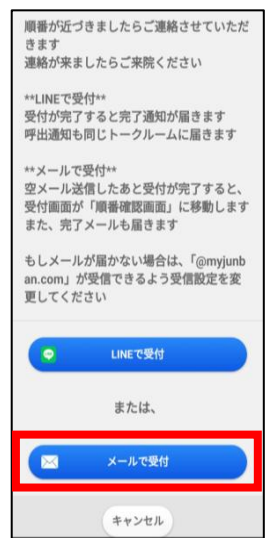 順番が近づきましたらご連絡させていただ
きます
連絡が来ましたらご来院ください
**LINEで受付**
受付が完了すると完了通知が届きます
呼出通知も同じトークルームに届きます
**メールで受付**
空メール送信したあと受付が完了すると、
受付画面が「順番確認画面」に移動します
また、完了メールも届きます
もしメールが届かない場合は、「@myjunb
an.com」が受信できるよう受信設定を変
更してください
LINEで受付
または、
メールで受付
キャンセル